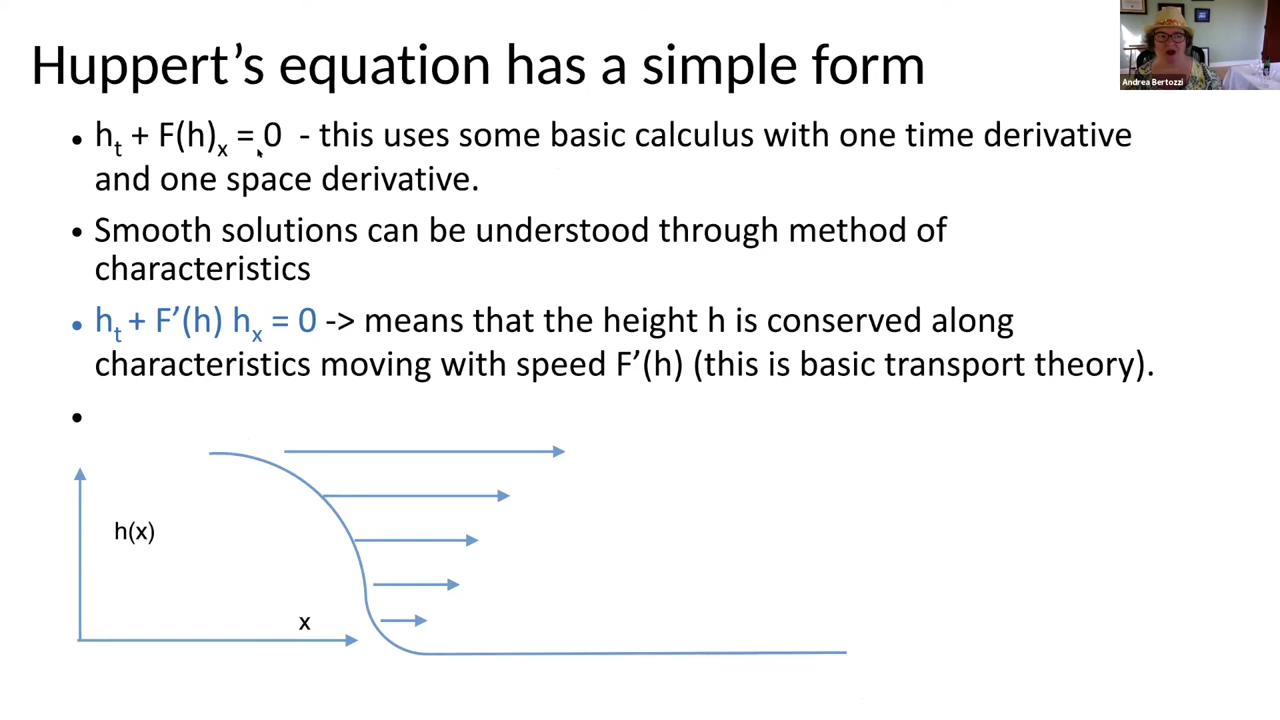 Huppert’s equation has a simple form
Andrea Bertozzi
• hₜ + F(h)ₓ = 0 - this uses some basic calculus with one time derivative
and one space derivative.
• Smooth solutions can be understood through method of
characteristics
• hₜ + F’(h) hₓ = 0 -> means that the height h is conserved along
characteristics moving with speed F’(h) (this is basic transport theory).
•
h(x)
x